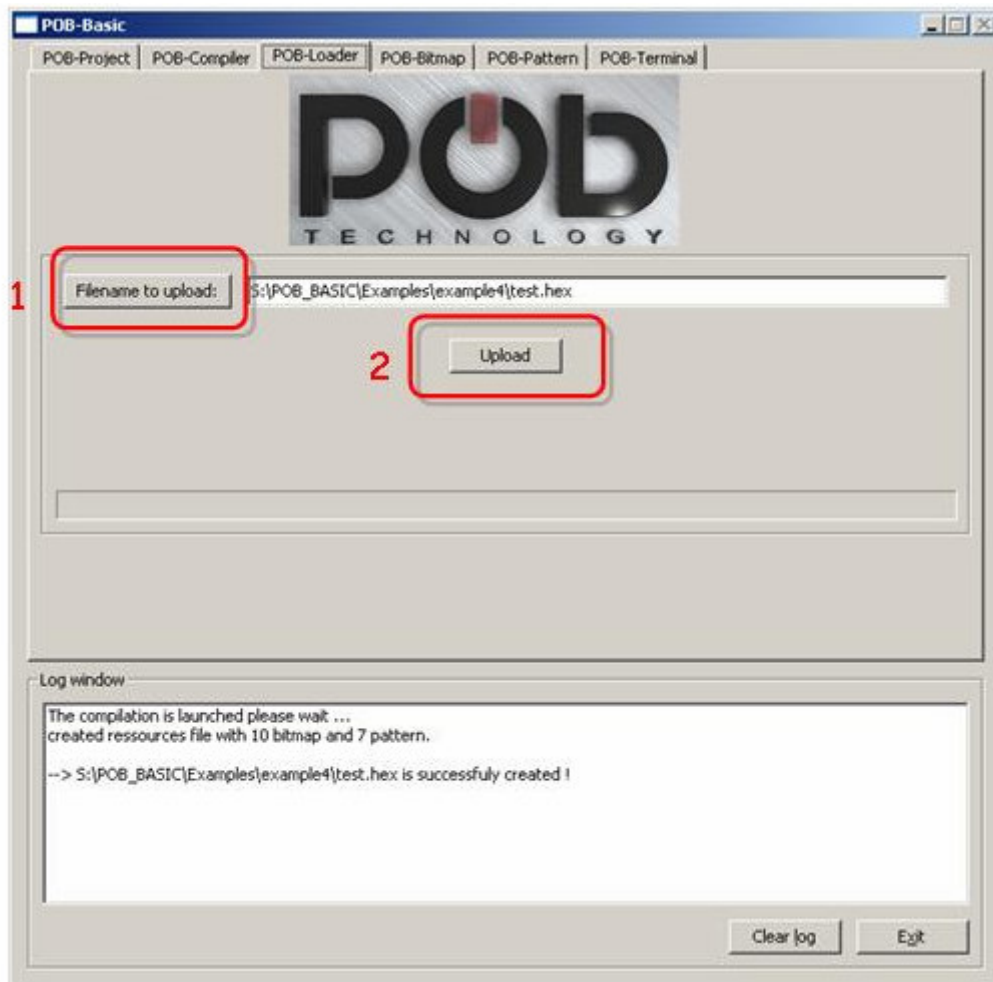 POB-Basic
POB-Project POB-Compiler POB-Loader POB-Bitmap POB-Pattern POB-Terminal
POB
TECHNOLOGY
1 Filename to upload: S:\POB_BASIC\Examples\example4\test.hex
2 Upload
Log window
The compilation is launched please wait ...
created ressources file with 10 bitmap and 7 pattern.
--> S:\POB_BASIC\Examples\example4\test.hex is successfuly created !
Clear log Exit